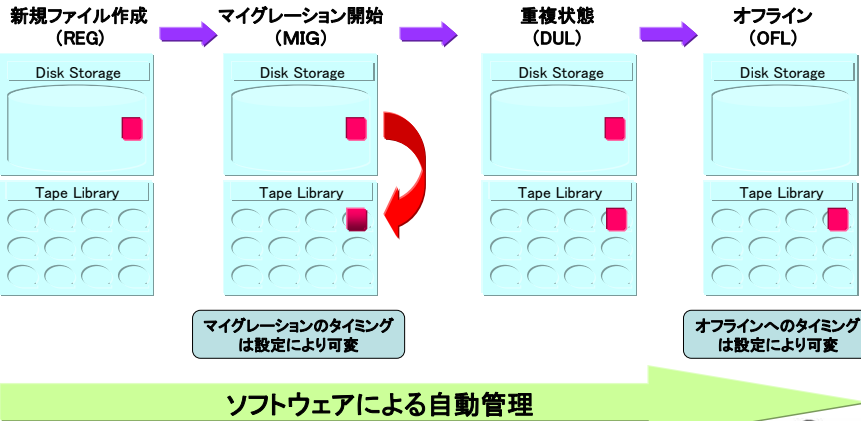 新規ファイル作成
（REG）
マイグレーション開始
（MIG）
重複状態
（DUL）
オフライン
（OFL）
Disk Storage
Disk Storage
Disk Storage
Disk Storage
Tape Library
Tape Library
Tape Library
Tape Library
マイグレーションのタイミング
は設定により可変
オフラインへのタイミング
は設定により可変
ソフトウェアによる自動管理